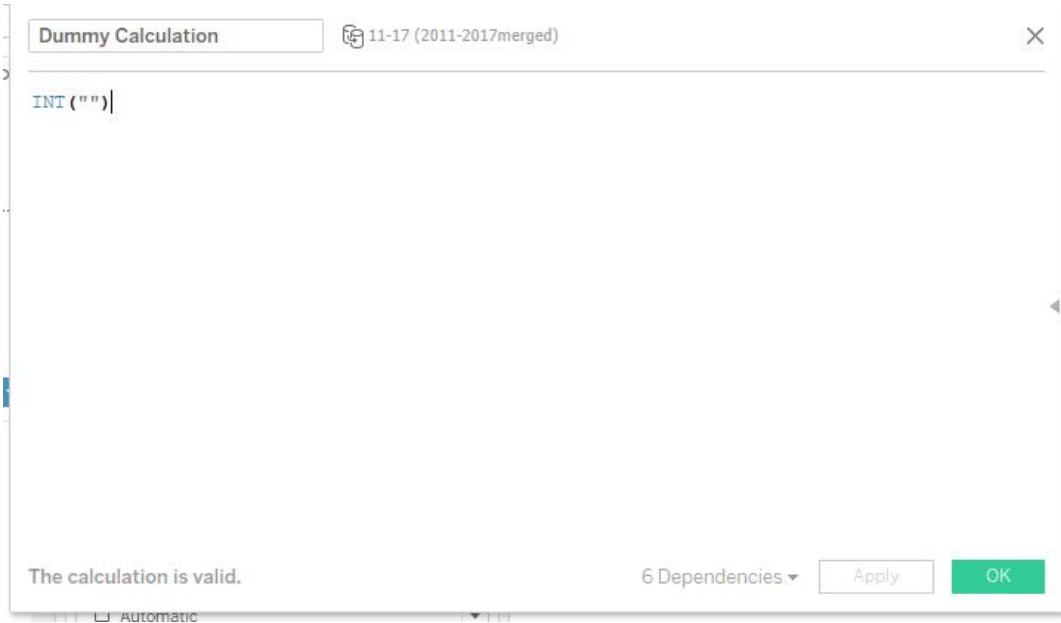 Dummy Calculation 11-17 (2011-2017merged)
INT("")
The calculation is valid. 6 Dependencies Apply OK
Automatic